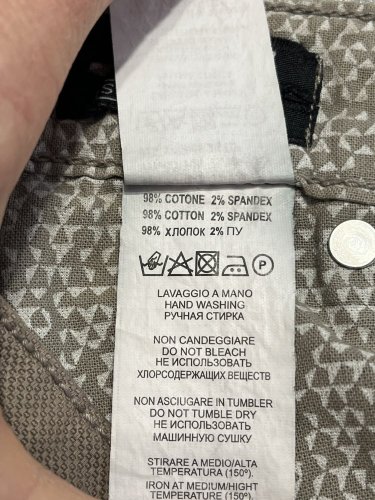 98% COTONE 2% SPANDEX
98% COTTON 2% SPANDEX
98% ХЛОПОК 2% ПУ
P
LAVAGGIO A MANO
HAND WASHING
РУЧНАЯ СТИРКА
NON CANDEGGIARE
DO NOT BLEACH
НЕ ИСПОЛЬЗОВАТЬ
ХЛОРСОДЕРЖАЩИХ ВЕЩЕСТВ
NON ASCIUGARE IN TUMBLER
DO NOT TUMBLE DRY
НЕ ИСПОЛЬЗОВАТЬ
МАШИННУЮ СУШКУ
STIRARE A MEDIO/ALTA
TEMPERATURA (150°)
IRON AT MEDIUM/HIGHT
TEMPERATURE (150°)